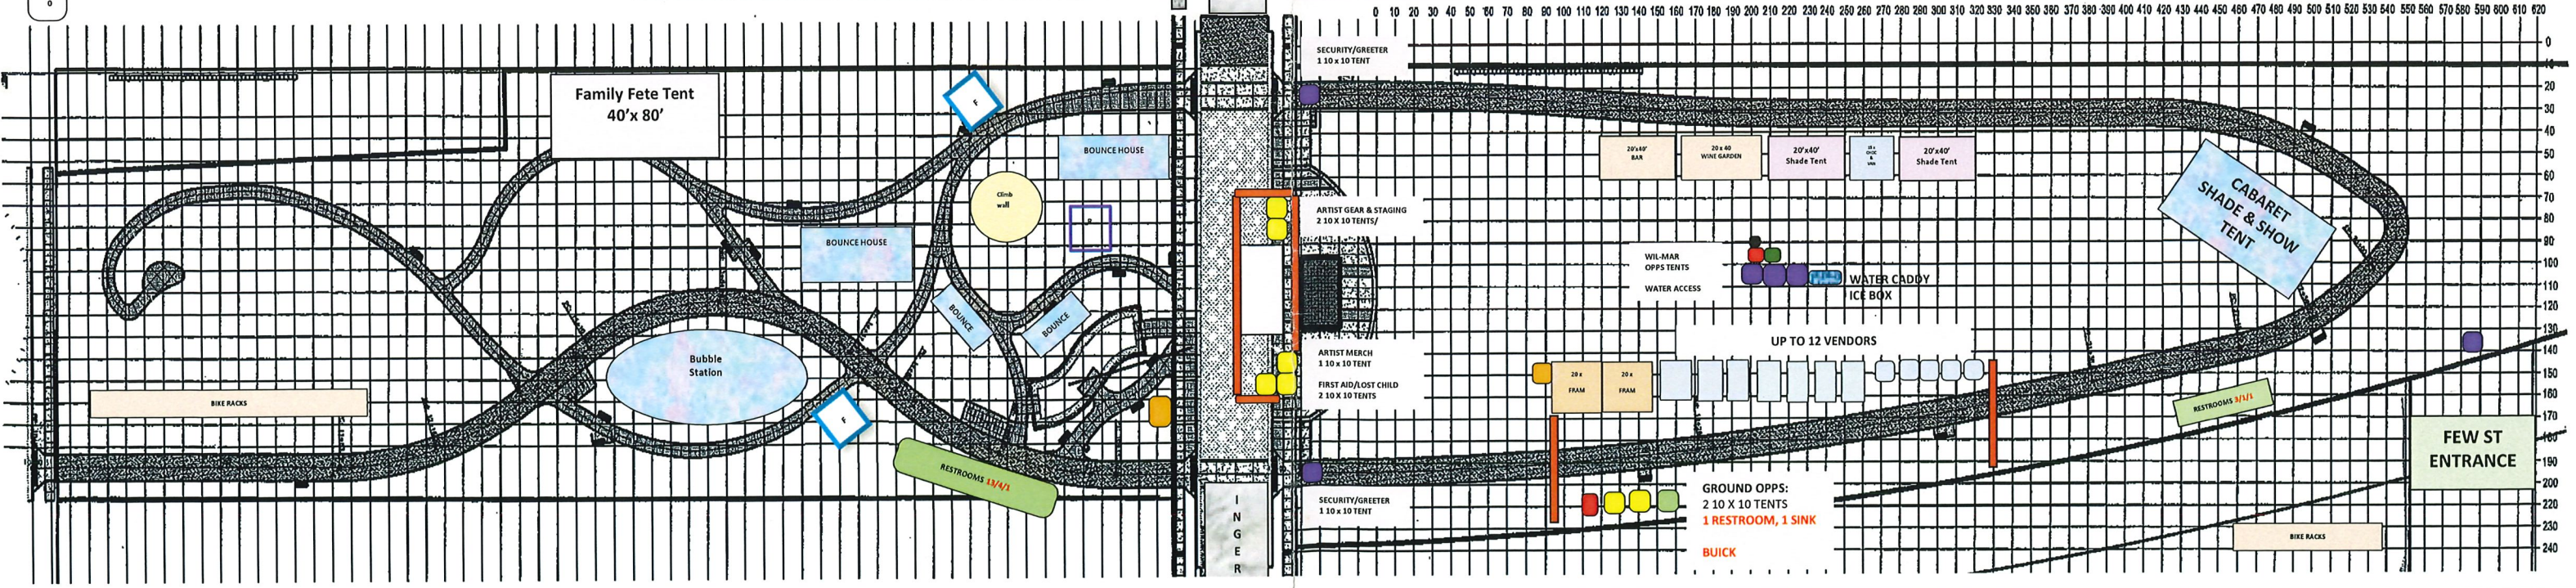 0
0 10 20 30 40 50 60 70 80 90 100 110 120 130 140 150 160 170 180 190 200 210 220 230 240 250 260 270 280 290 300 310 320 330 340 350 360 370 380 390 400 410 420 430 440 450 460 470 480 490 500 510 520 530 540 550 560 570 580 590 600 610 620
0
10
20
30
40
50
60
70
80
90
100
110
120
130
140
150
160
170
180
190
200
220
230
240
Family Fete Tent
40'x 80'
F
BOUNCE HOUSE
Climb
wall
BOUNCE HOUSE
BOUNCE
BOUNCE
Bubble
Station
BIKE RACKS
F
RESTROOMS 13/4/1
I
N
G
E
R
SECURITY/GREETER
1 10 x 10 TENT
ARTIST GEAR & STAGING
2 10 X 10 TENTS/
ARTIST MERCH
1 10 x 10 TENT
FIRST AID/LOST CHILD
2 10 X 10 TENTS
SECURITY/GREETER
1 10 x 10 TENT
20'x40'
BAR
20 x 40
WINE GARDEN
20'x40'
Shade Tent
20'x40'
Shade Tent
CABARET
SHADE & SHOW
TENT
WIL-MAR
OPPS TENTS
WATER ACCESS
WATER CADDY
ICE BOX
UP TO 12 VENDORS
20 x
FRAM
20 x
FRAM
RESTROOMS 3/1/1
FEW ST
ENTRANCE
GROUND OPPS:
2 10 X 10 TENTS
1 RESTROOM, 1 SINK
BUICK
BIKE RACKS